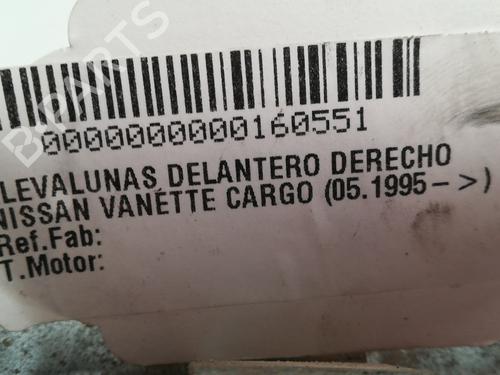 B-PARTS
0000000000160551
LEVALUNAS DELANTERO DERECHO
NISSAN VANETTE CARGO (05.1995->)
Ref.Fab:
T.Motor: